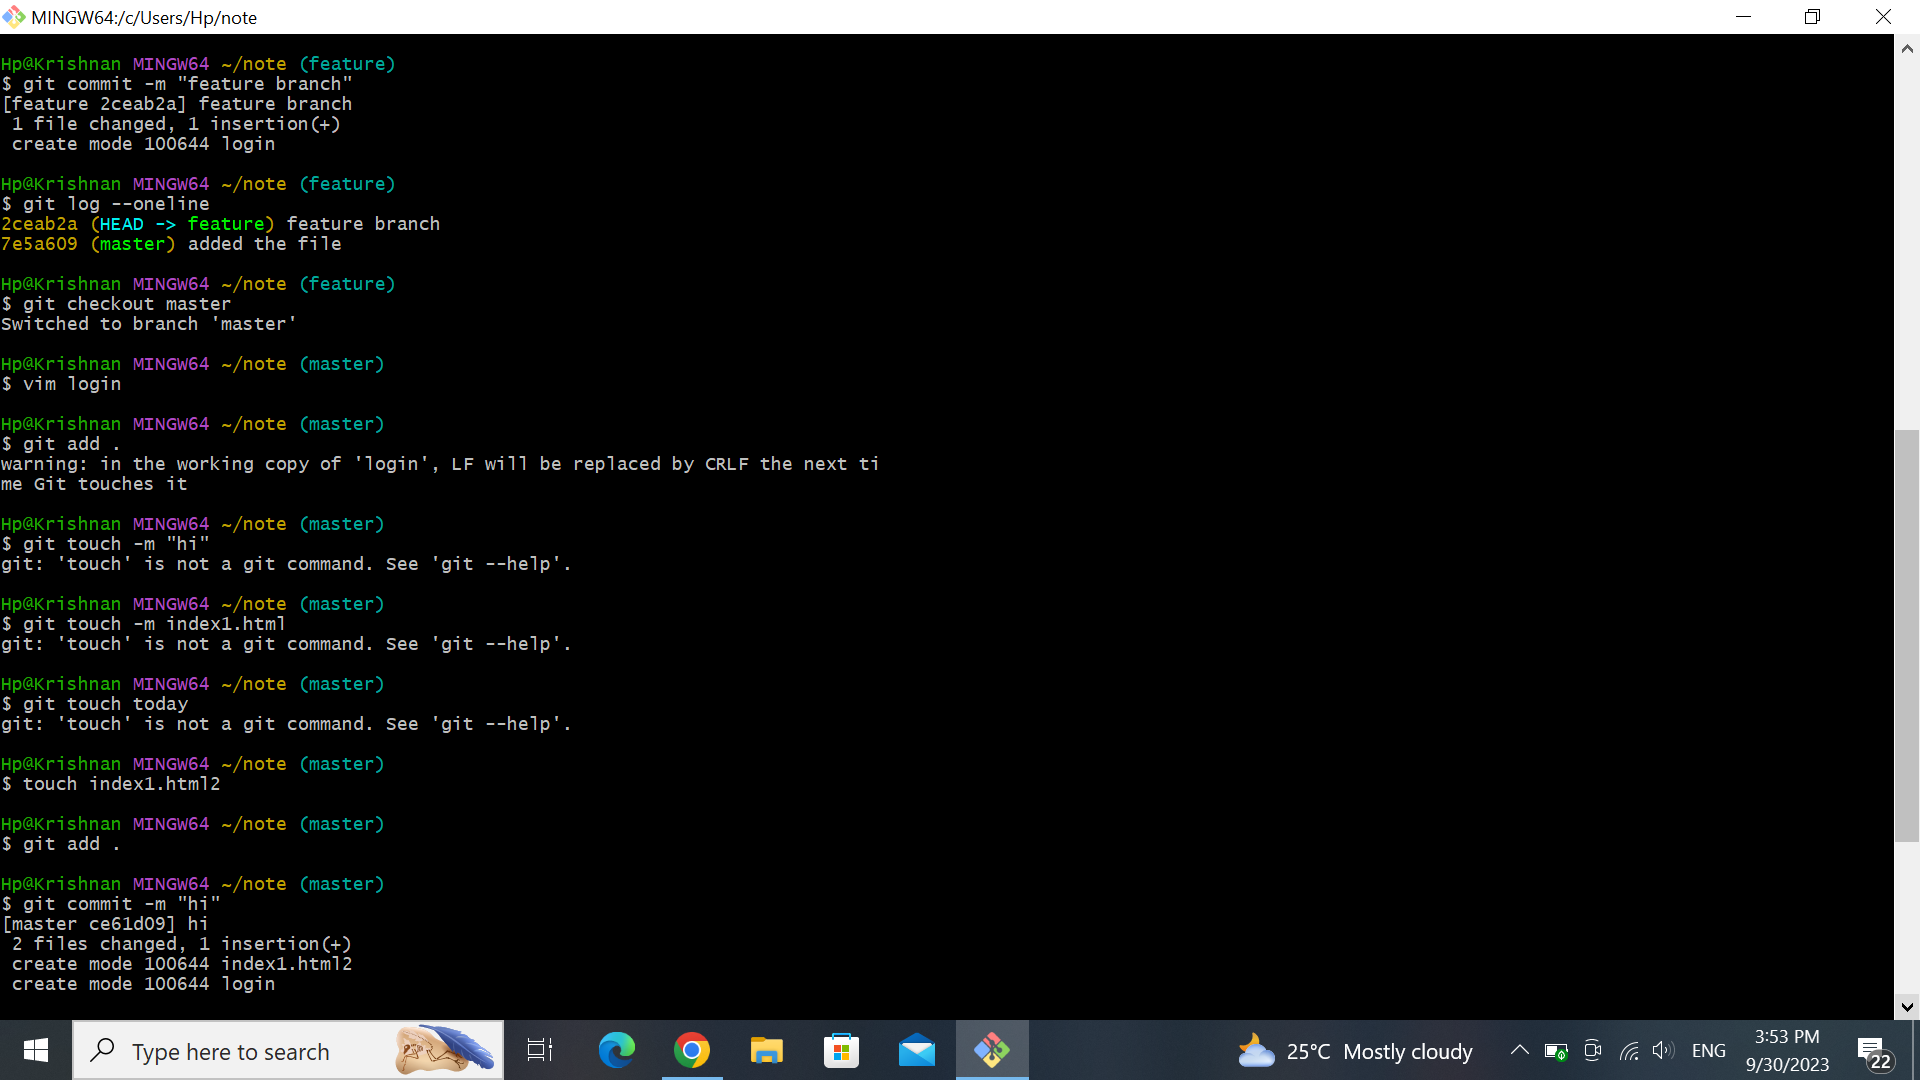 MINGW64:/c/Users/Hp/note
Hp@Krishnan MINGW64 ~/note (feature)
$ git commit -m "feature branch"
[feature 2ceab2a] feature branch
 1 file changed, 1 insertion(+)
 create mode 100644 login
Hp@Krishnan MINGW64 ~/note (feature)
$ git log --oneline
2ceab2a (HEAD -> feature) feature branch
7e5a609 (master) added the file
Hp@Krishnan MINGW64 ~/note (feature)
$ git checkout master
Switched to branch 'master'
Hp@Krishnan MINGW64 ~/note (master)
$ vim login
Hp@Krishnan MINGW64 ~/note (master)
$ git add .
warning: in the working copy of 'login', LF will be replaced by CRLF the next ti
me Git touches it
Hp@Krishnan MINGW64 ~/note (master)
$ git touch -m "hi"
git: 'touch' is not a git command. See 'git --help'.
Hp@Krishnan MINGW64 ~/note (master)
$ git touch -m index1.html
git: 'touch' is not a git command. See 'git --help'.
Hp@Krishnan MINGW64 ~/note (master)
$ git touch today
git: 'touch' is not a git command. See 'git --help'.
Hp@Krishnan MINGW64 ~/note (master)
$ touch index1.html2
Hp@Krishnan MINGW64 ~/note (master)
$ git add .
Hp@Krishnan MINGW64 ~/note (master)
$ git commit -m "hi"
[master ce61d09] hi
 2 files changed, 1 insertion(+)
 create mode 100644 index1.html2
 create mode 100644 login
Type here to search
25°C Mostly cloudy
ENG
3:53 PM
9/30/2023
22